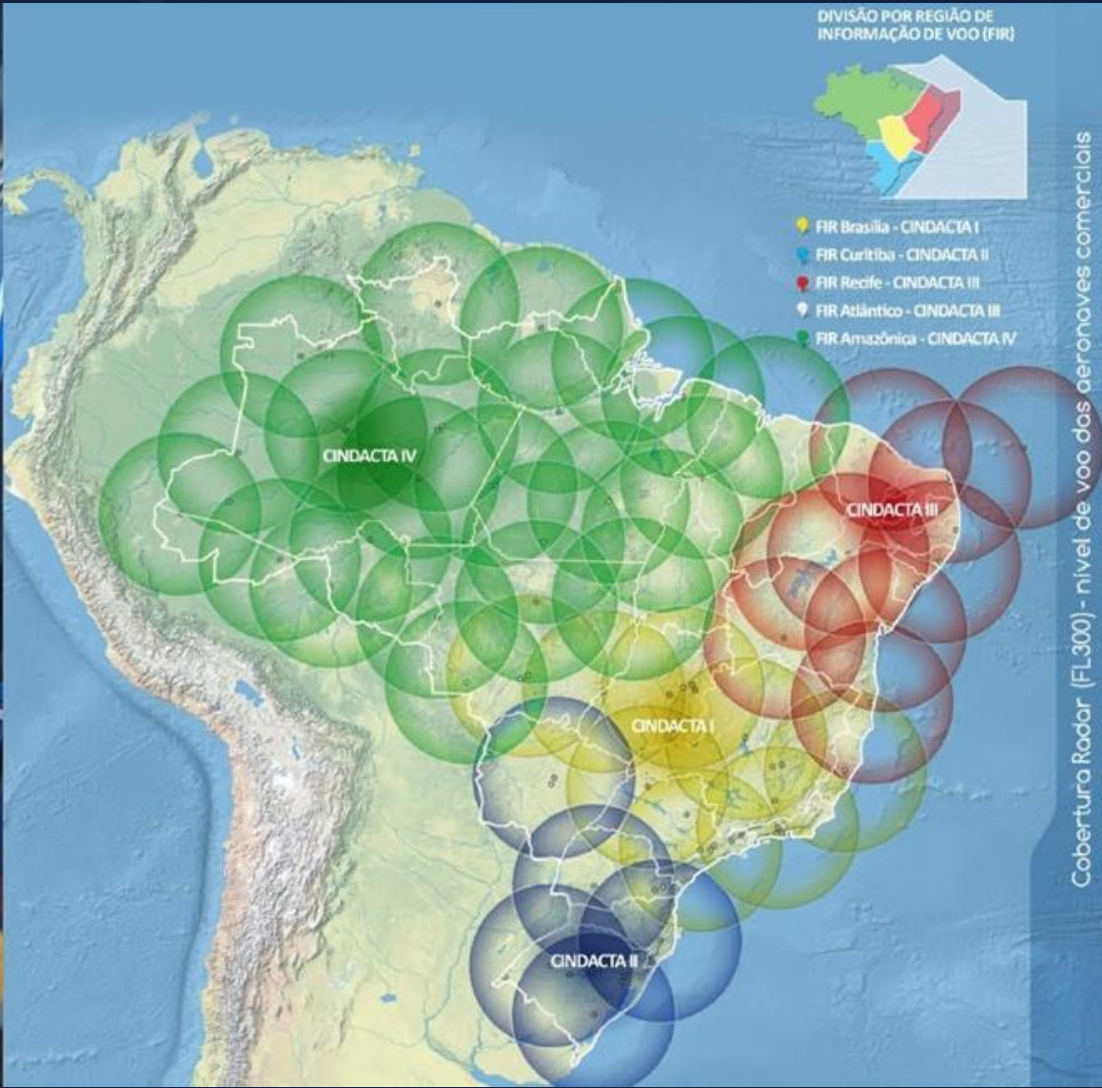 DIVISÃO POR REGIÃO DE
INFORMAÇÃO DE VOO (FIR)
FIR Brasília - CINDACTA I
FIR Curitiba - CINDACTA II
FIR Recife - CINDACTA III
FIR Atlântico - CINDACTA III
FIR Amazônica - CINDACTA IV
CINDACTA IV
CINDACTA III
CINDACTA I
CINDACTA II
Cobertura Radar (FL300) - nível de voo das aeronaves comerciais